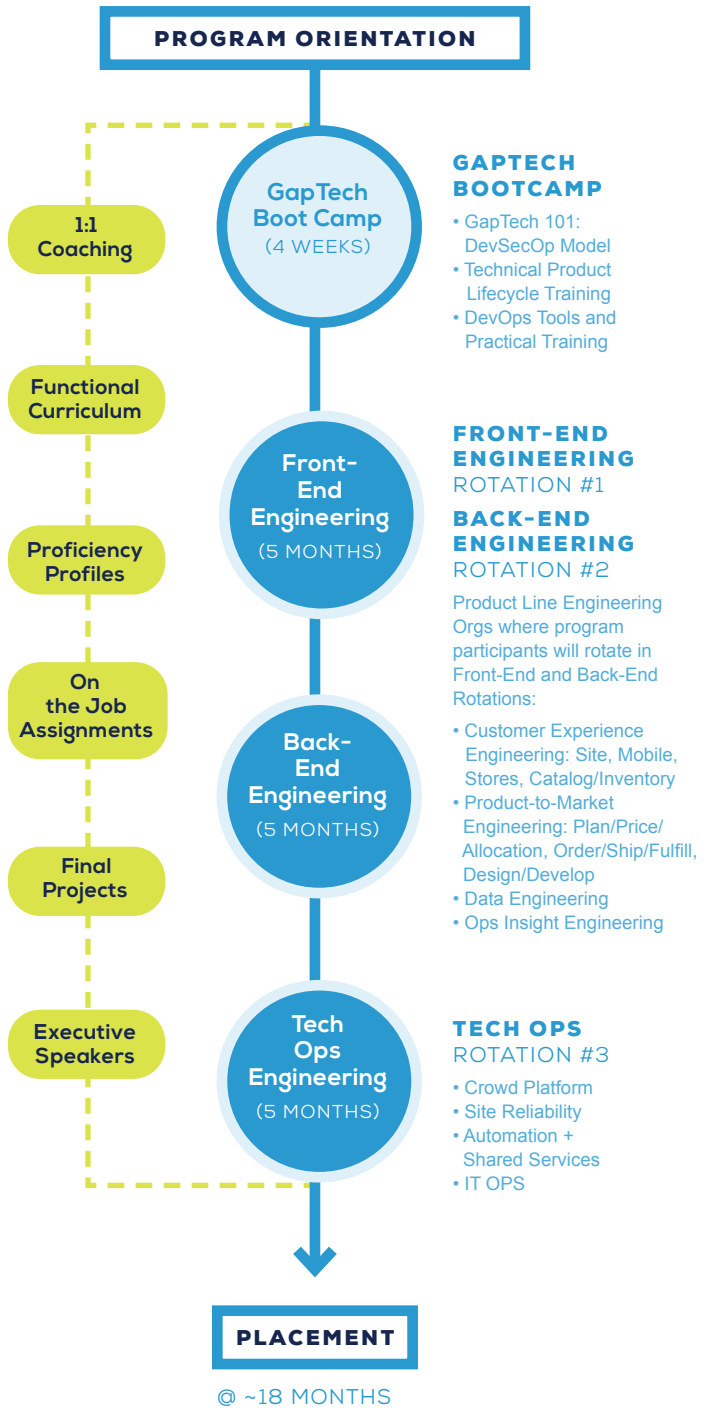 PROGRAM ORIENTATION
GapTech
Boot Camp
(4 WEEKS)
GAPTECH
BOOTCAMP
• GapTech 101:
DevSecOp Model
• Technical Product
Lifecycle Training
• DevOps Tools and
Practical Training
1:1
Coaching
Functional
Curriculum
Proficiency
Profiles
On
the Job
Assignments
Final
Projects
Executive
Speakers
Front-
End
Engineering
(5 MONTHS)
FRONT-END
ENGINEERING
ROTATION #1
BACK-END
ENGINEERING
ROTATION #2
Product Line Engineering
Orgs where program
participants will rotate in
Front-End and Back-End
Rotations:
• Customer Experience
Engineering: Site, Mobile,
Stores, Catalog/Inventory
• Product-to-Market
Engineering: Plan/Price/
Allocation, Order/Ship/Fulfill,
Design/Develop
• Data Engineering
• Ops Insight Engineering
Back-
End
Engineering
(5 MONTHS)
Tech
Ops
Engineering
(5 MONTHS)
TECH OPS
ROTATION #3
• Crowd Platform
• Site Reliability
• Automation +
Shared Services
• IT OPS
PLACEMENT
@ ~18 MONTHS